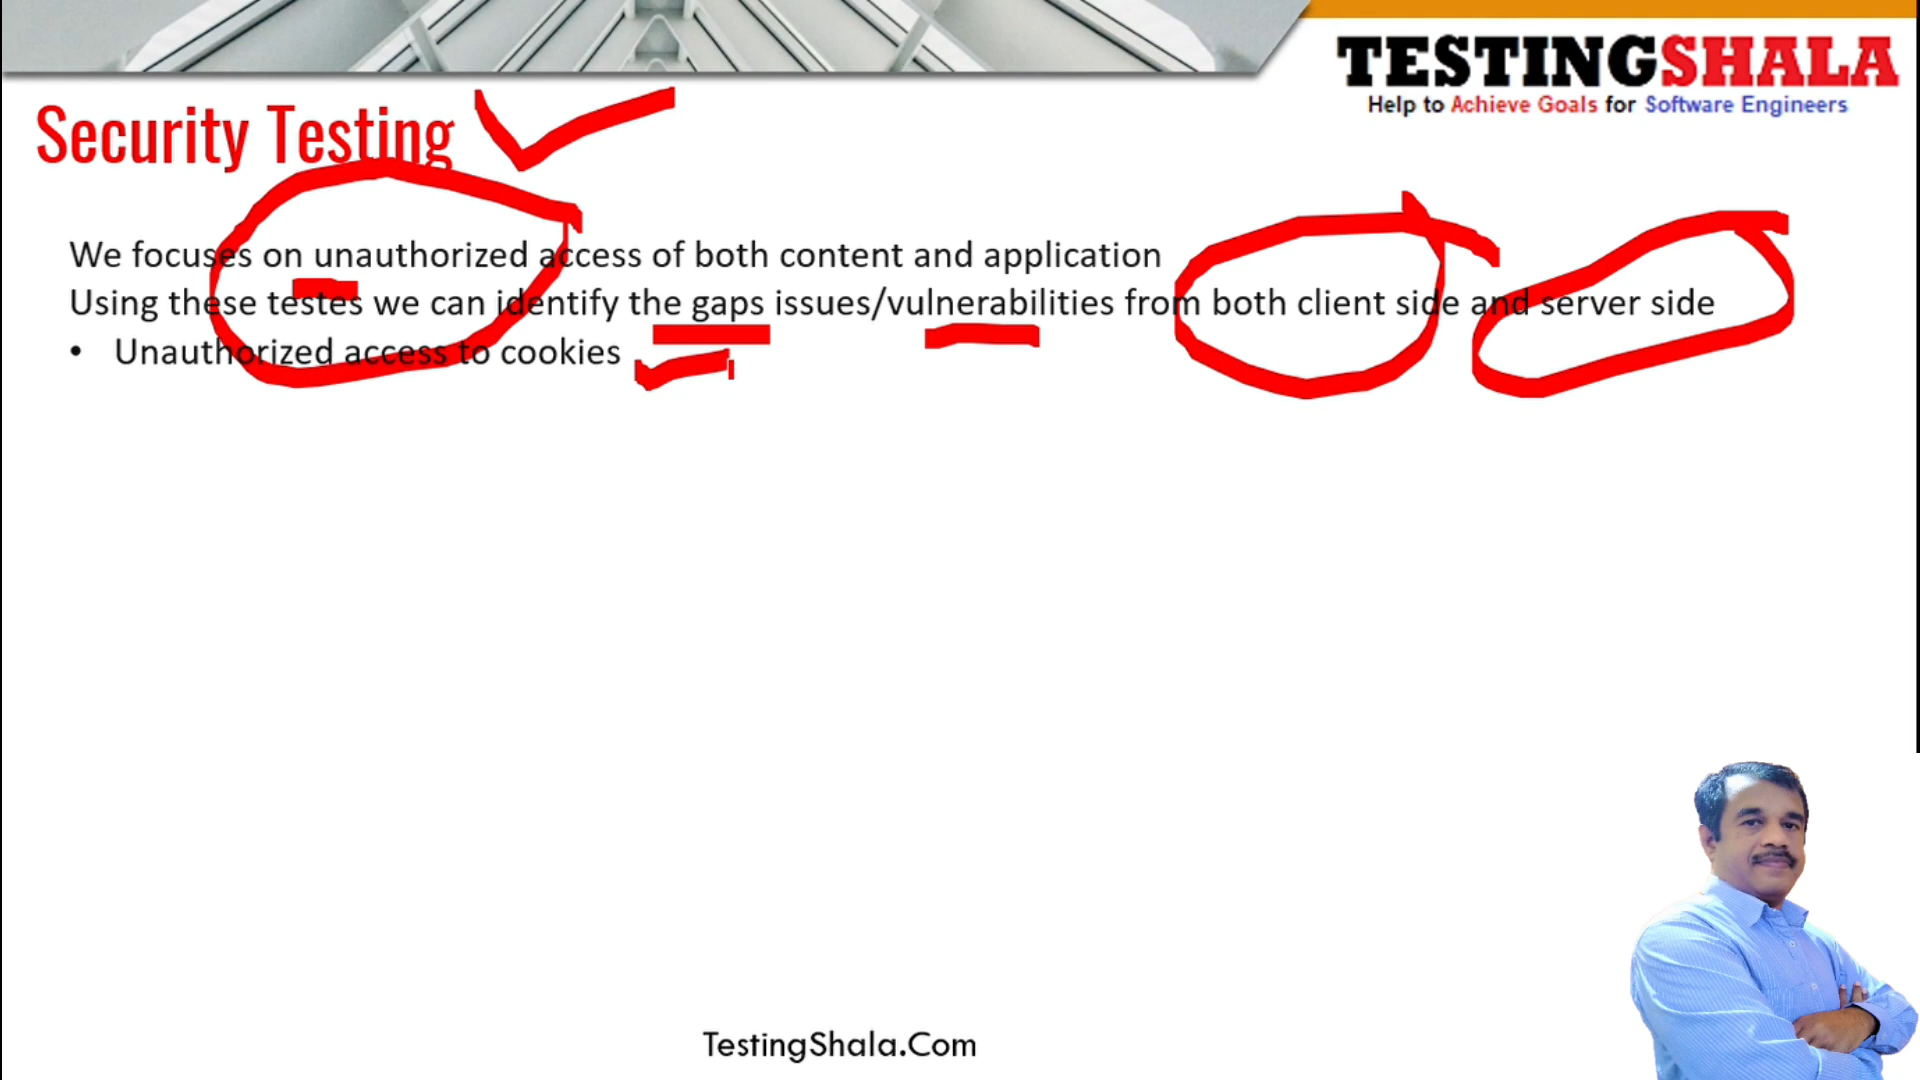 TESTINGSHALA
Help to Achieve Goals for Software Engineers
Security Testing
We focuses on unauthorized access of both content and application
Using these testes we can identify the gaps issues/vulnerabilities from both client side and server side
• Unauthorized access to cookies
TestingShala.Com